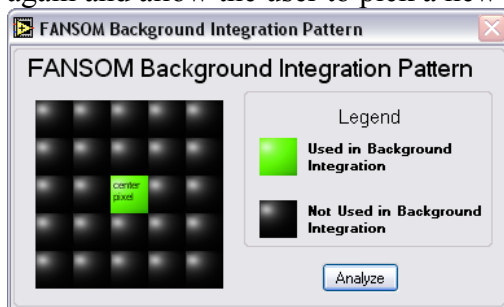 again and allow the user to pick a new
FANSOM Background Integration Pattern
FANSOM Background Integration Pattern
center
pixel
Legend
Used in Background
Integration
Not Used in Background
Integration
Analyze